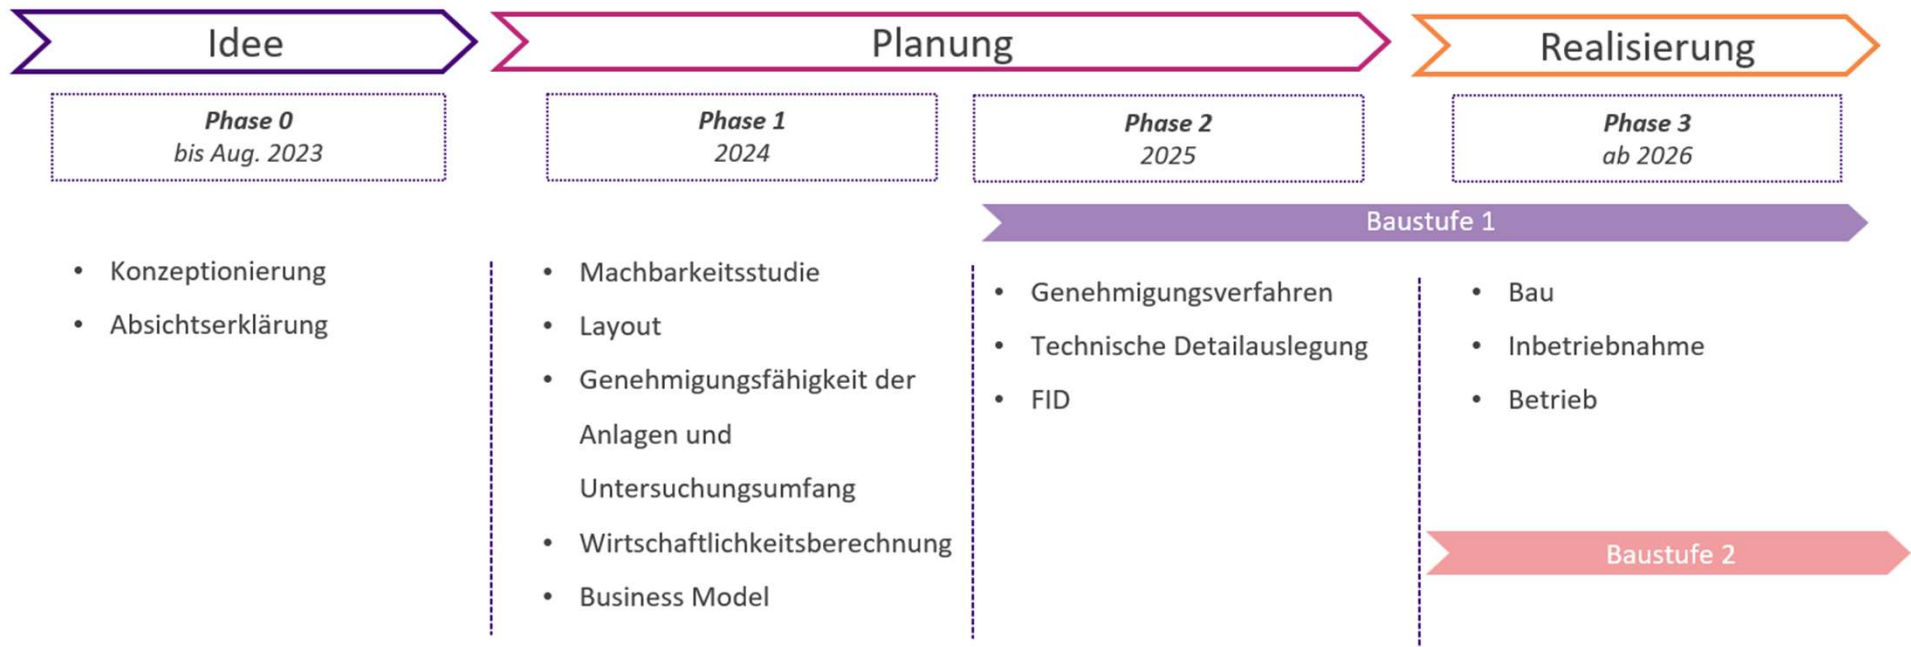 Idee
Planung
Realisierung
Phase 0
bis Aug. 2023
Phase 1
2024
Phase 2
2025
Phase 3
ab 2026
Baustufe 1
• Konzeptionierung
• Absichtserklärung
• Machbarkeitsstudie
• Layout
• Genehmigungsfähigkeit der
Anlagen und
Untersuchungsumfang
• Wirtschaftlichkeitsberechnung
• Business Model
• Genehmigungsverfahren
• Technische Detailauslegung
• FID
• Bau
• Inbetriebnahme
• Betrieb
Baustufe 2